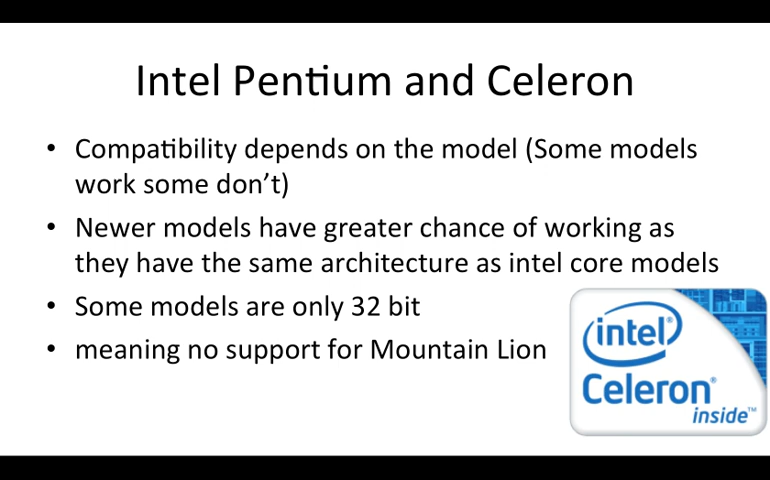 Intel Pentium and Celeron
• Compatibility depends on the model (Some models
work some don't)
• Newer models have greater chance of working as
they have the same architecture as intel core models
• Some models are only 32 bit
• meaning no support for Mountain Lion
intel®
Celeron®
inside™